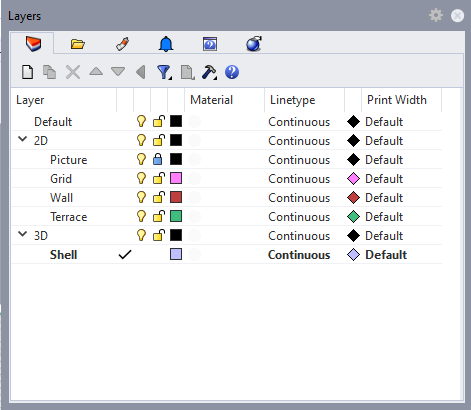 Layers
Layer Material Linetype Print Width
Default Continuous Default
2D Continuous Default
Picture Continuous Default
Grid Continuous Default
Wall Continuous Default
Terrace Continuous Default
3D Continuous Default
Shell Continuous Default